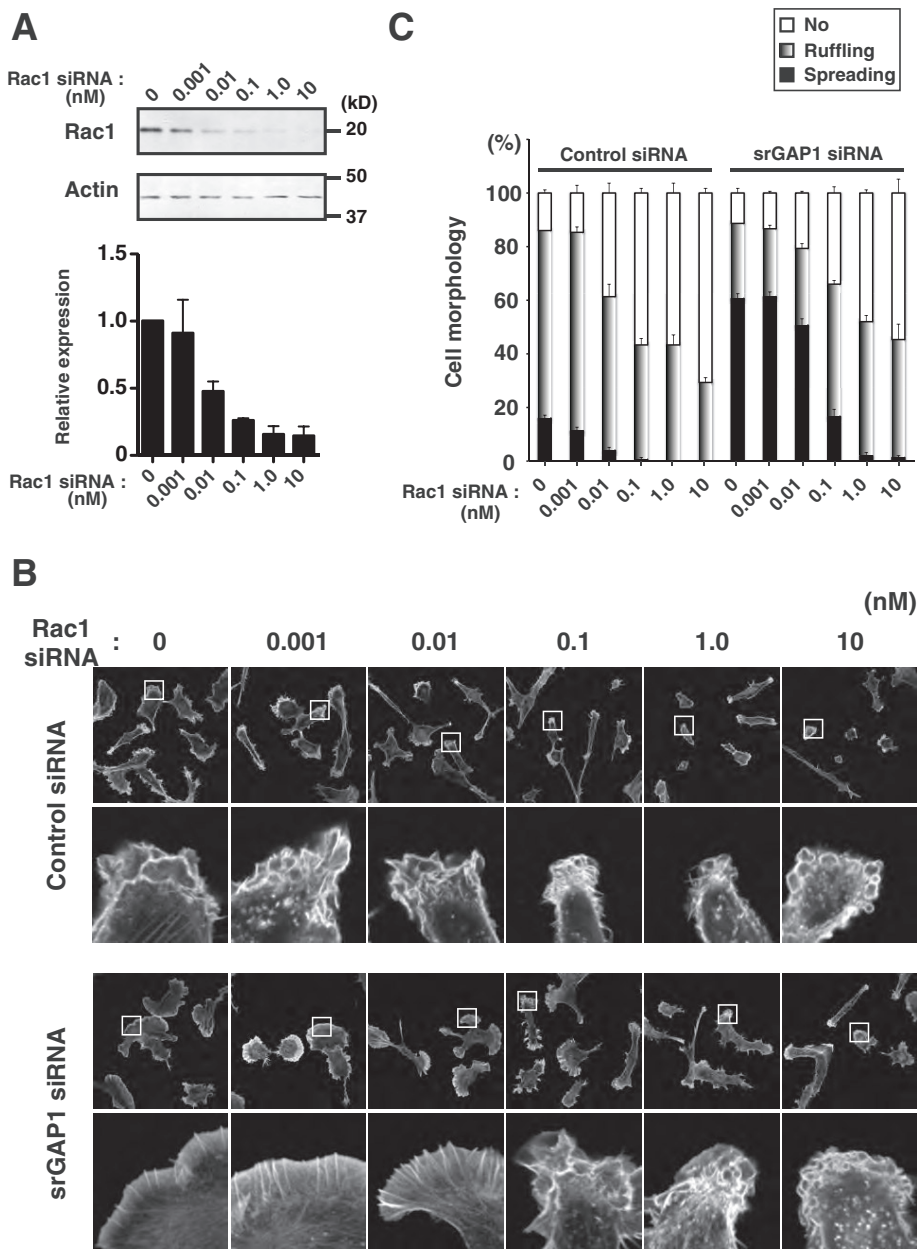 A
Rac1 siRNA :
(nM)
0 0.001 0.01 0.1 1.0 10
(kD)
Rac1
20
Actin
50
37
Relative expression
1.5
1.0
0.5
0
Rac1 siRNA :
(nM)
0 0.001 0.01 0.1 1.0 10
C
No
Ruffling
Spreading
(%)
Control siRNA srGAP1 siRNA
Cell morphology
100
80
60
40
20
0
Rac1 siRNA :
(nM)
0 0.001 0.01 0.1 1.0 10 0 0.001 0.01 0.1 1.0 10
B
(nM)
Rac1
siRNA : 0 0.001 0.01 0.1 1.0 10
Control siRNA
srGAP1 siRNA